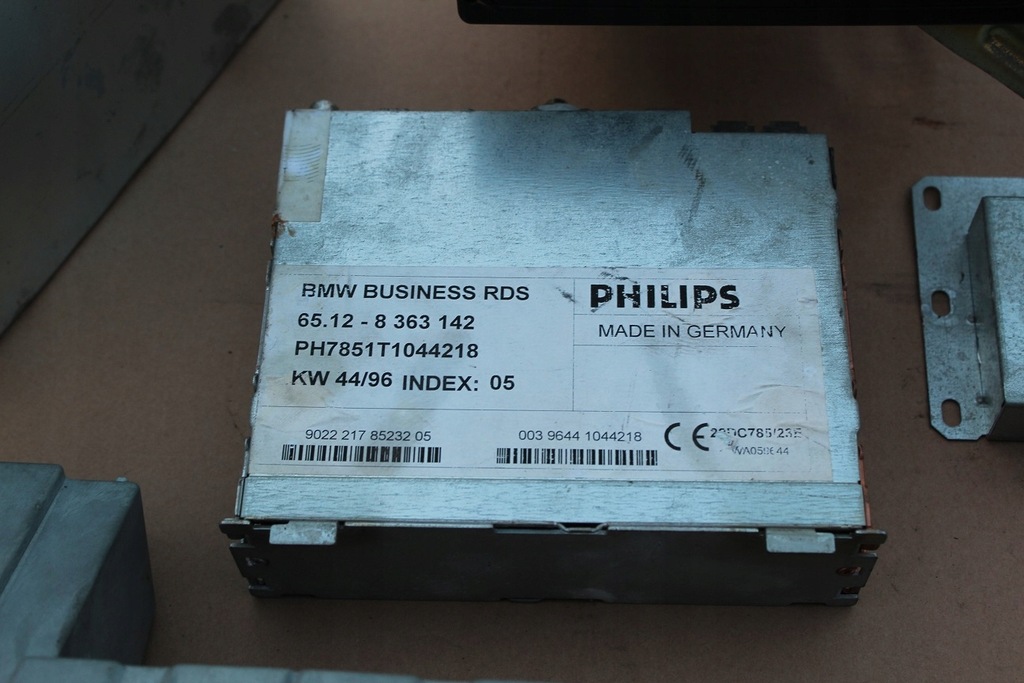 BMW BUSINESS RDS
65.12 - 8 363 142
PH7851T1044218
KW 44/96 INDEX: 05
PHILIPS
MADE IN GERMANY
9022 217 85232 05
003 9644 1044218
CE